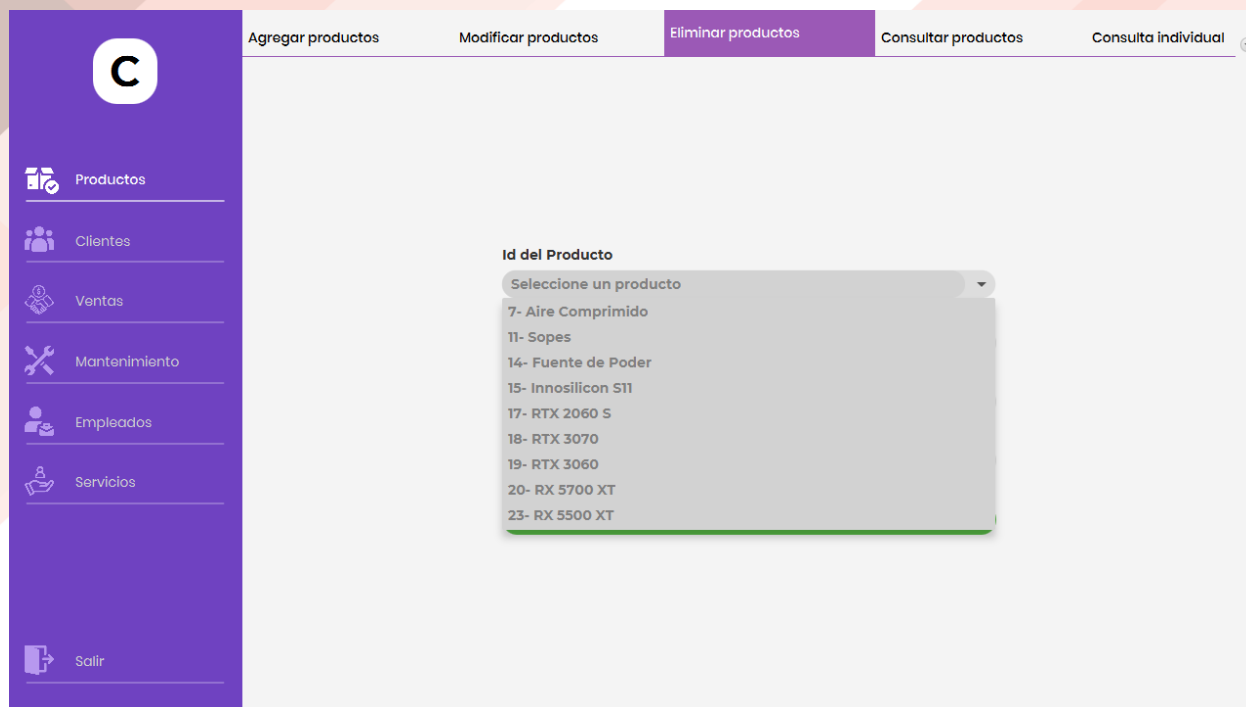 C
Productos
Clientes
Ventas
Mantenimiento
Empleados
Servicios
Salir
Agregar productos
Modificar productos
Eliminar productos
Consultar productos
Consulta individual
Id del Producto
Seleccione un producto
7- Aire Comprimido
11- Sopes
14- Fuente de Poder
15- Innosilicon S11
17- RTX 2060 S
18- RTX 3070
19- RTX 3060
20- RX 5700 XT
23- RX 5500 XT